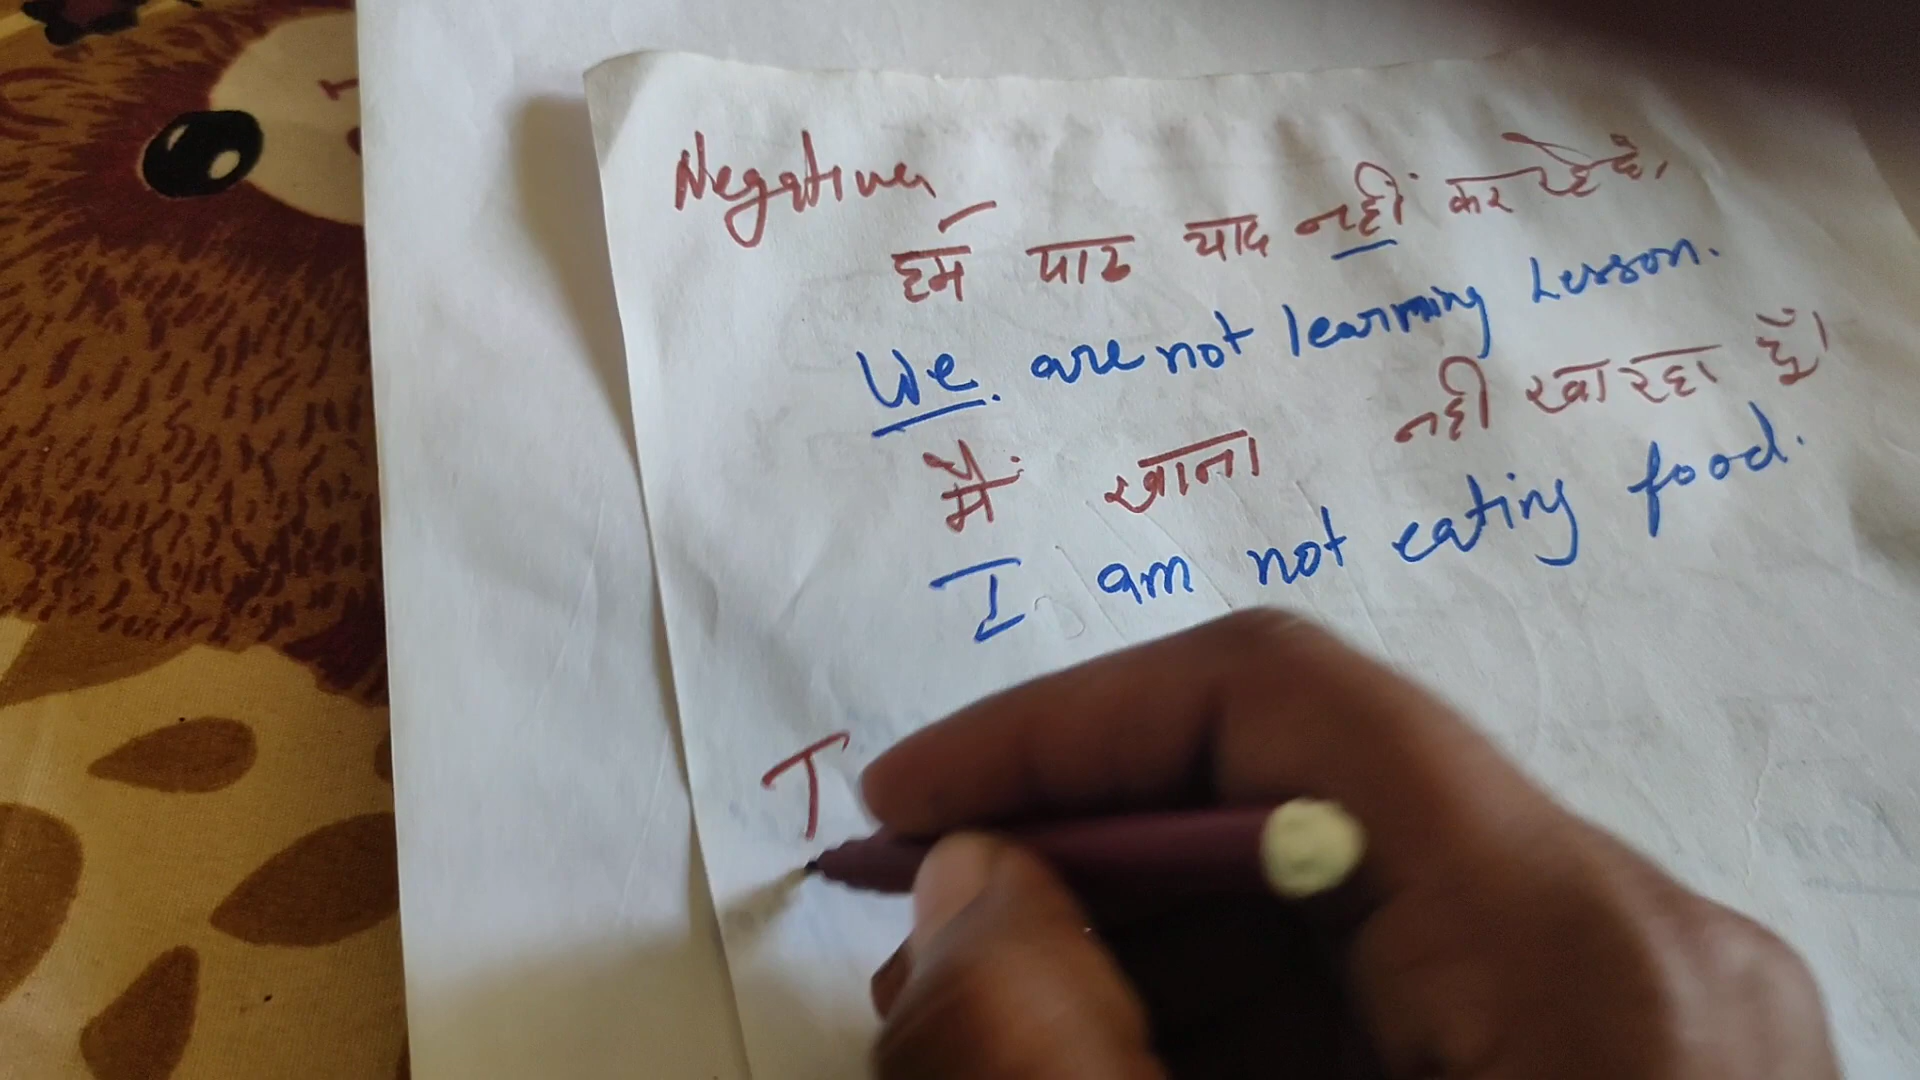 Negative
हम पाठ याद नहीं कर रहे हैं,
We are not learning Lesson.
मैं खाना नही खा रहा हूँ।
I am not eating food.